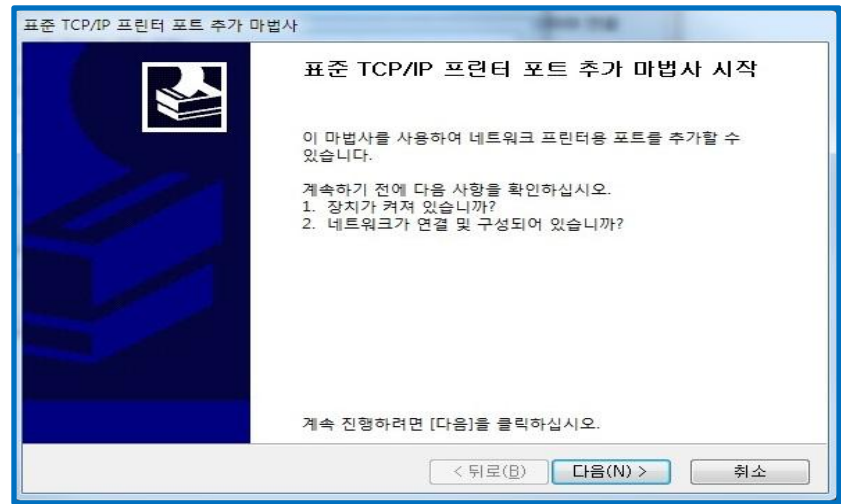 표준 TCP/IP 프린터 포트 추가 마법사
표준 TCP/IP 프린터 포트 추가 마법사 시작
이 마법사를 사용하여 네트워크 프린터용 포트를 추가할 수
있습니다.
계속하기 전에 다음 사항을 확인하십시오.
1. 장치가 켜져 있습니까?
2. 네트워크가 연결 및 구성되어 있습니까?
계속 진행하려면 [다음]을 클릭하십시오.
< 뒤로(B) 다음(N) > 취소